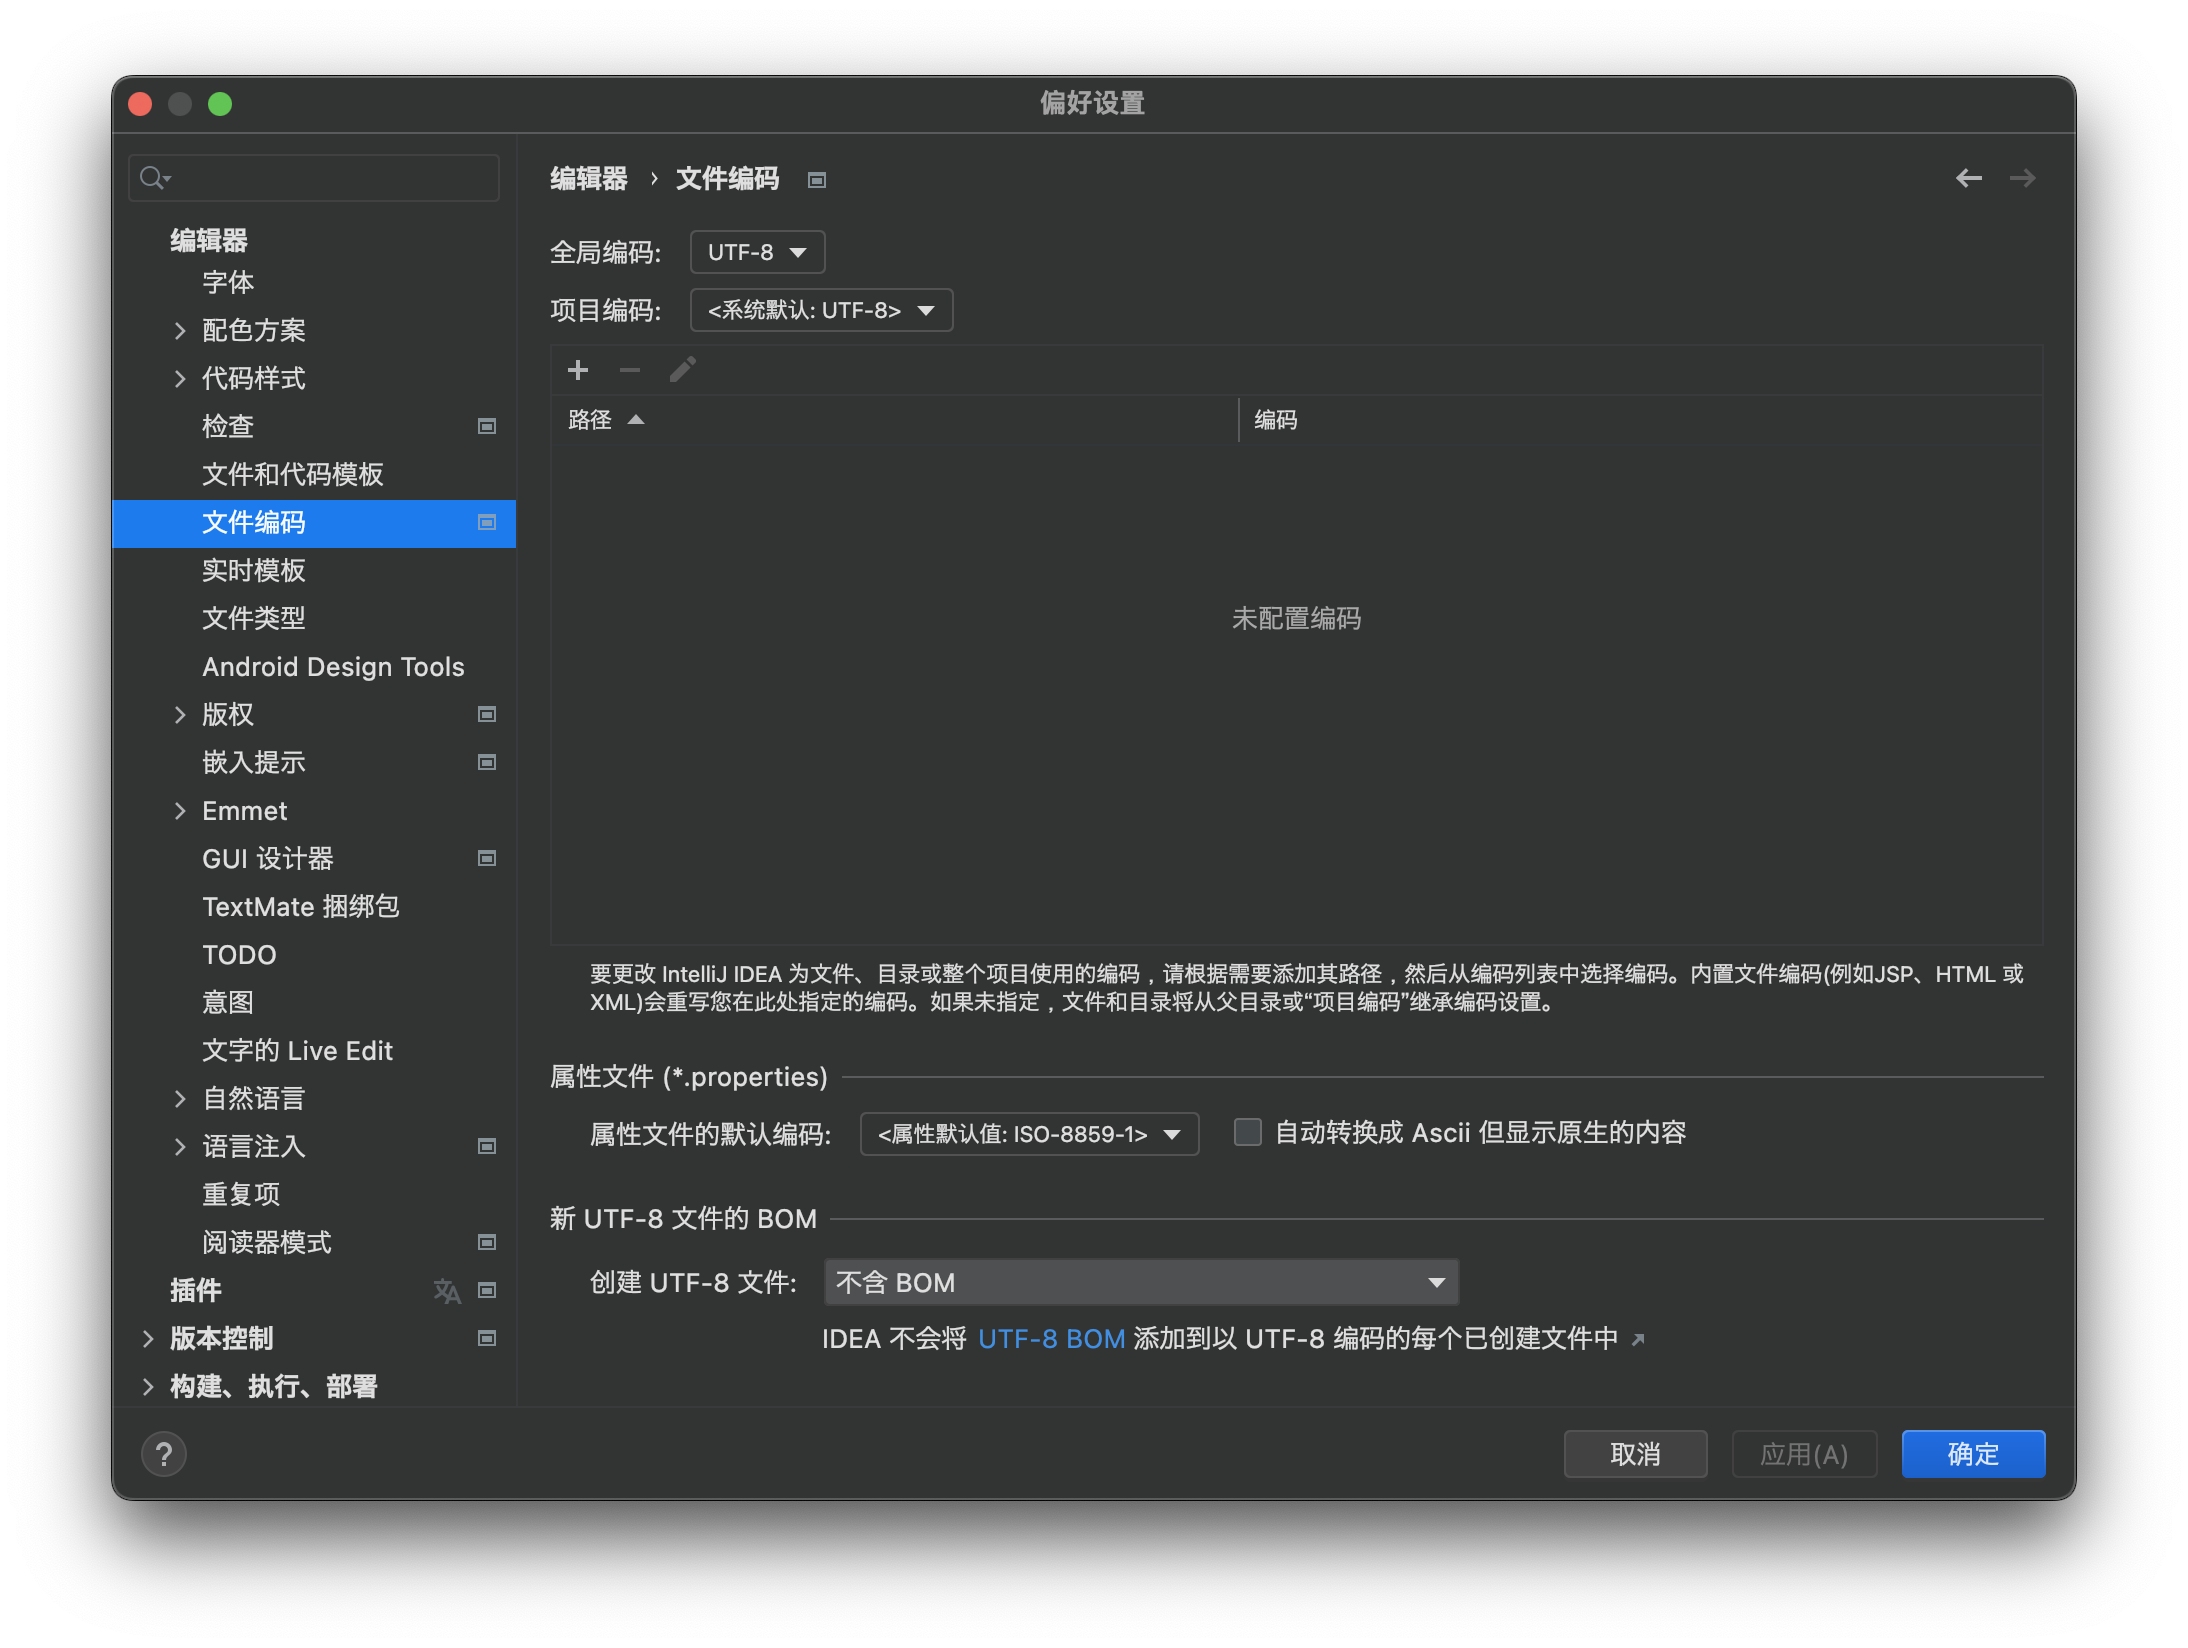 偏好设置
编辑器
字体
配色方案
代码样式
检查
文件和代码模板
文件编码
实时模板
文件类型
Android Design Tools
版权
嵌入提示
Emmet
GUI 设计器
TextMate 捆绑包
TODO
意图
文字的 Live Edit
自然语言
语言注入
重复项
阅读器模式
插件
版本控制
构建、执行、部署
编辑器 › 文件编码
全局编码: UTF-8
项目编码: <系统默认: UTF-8>
路径 编码
未配置编码
要更改 IntelliJ IDEA 为文件、目录或整个项目使用的编码，请根据需要添加其路径，然后从编码列表中选择编码。内置文件编码(例如JSP、HTML 或
XML)会重写您在此处指定的编码。如果未指定，文件和目录将从父目录或“项目编码”继承编码设置。
属性文件 (*.properties)
属性文件的默认编码: <属性默认值: ISO-8859-1> 自动转换成 Ascii 但显示原生的内容
新 UTF-8 文件的 BOM
创建 UTF-8 文件: 不含 BOM
IDEA 不会将 UTF-8 BOM 添加到以 UTF-8 编码的每个已创建文件中
? 取消 应用(A) 确定